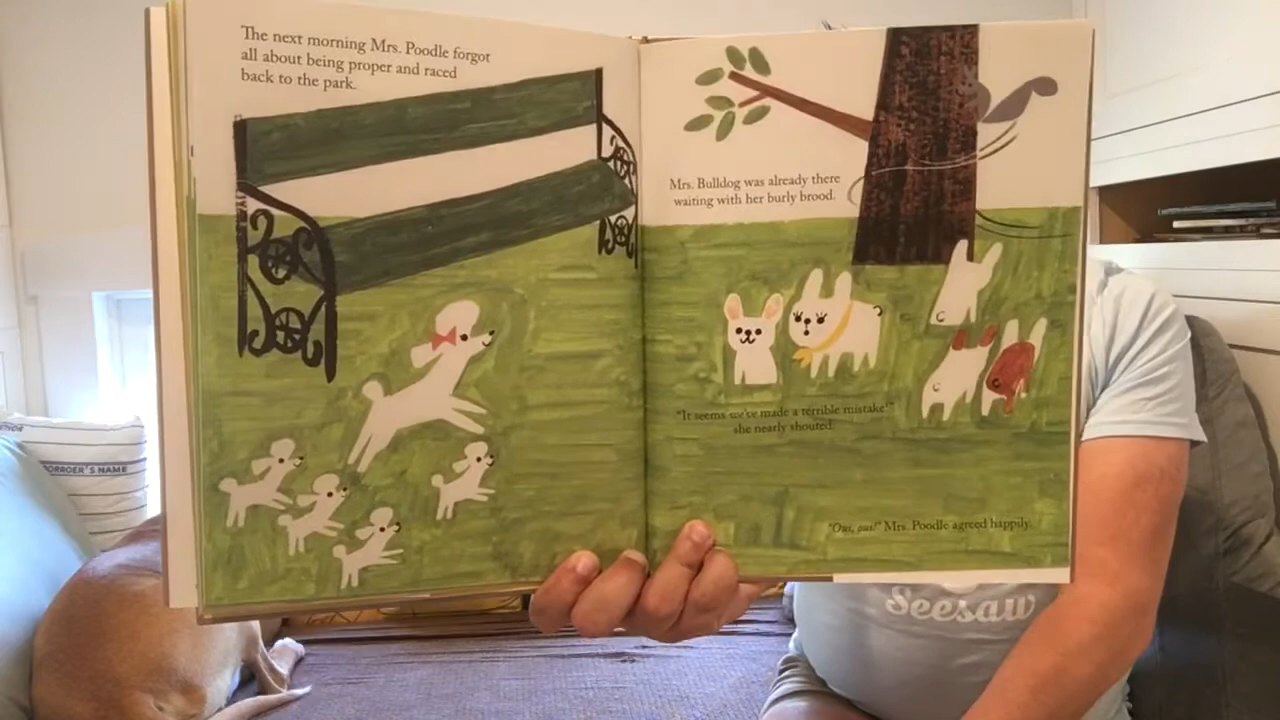 The next morning Mrs. Poodle forgot
all about being proper and raced
back to the park.
Mrs. Bulldog was already there
waiting with her burly brood.
"It seems we've made a terrible mistake!"
she nearly shouted.
"Oui, oui!" Mrs. Poodle agreed happily.
BORROER'S NAME
Seesaw